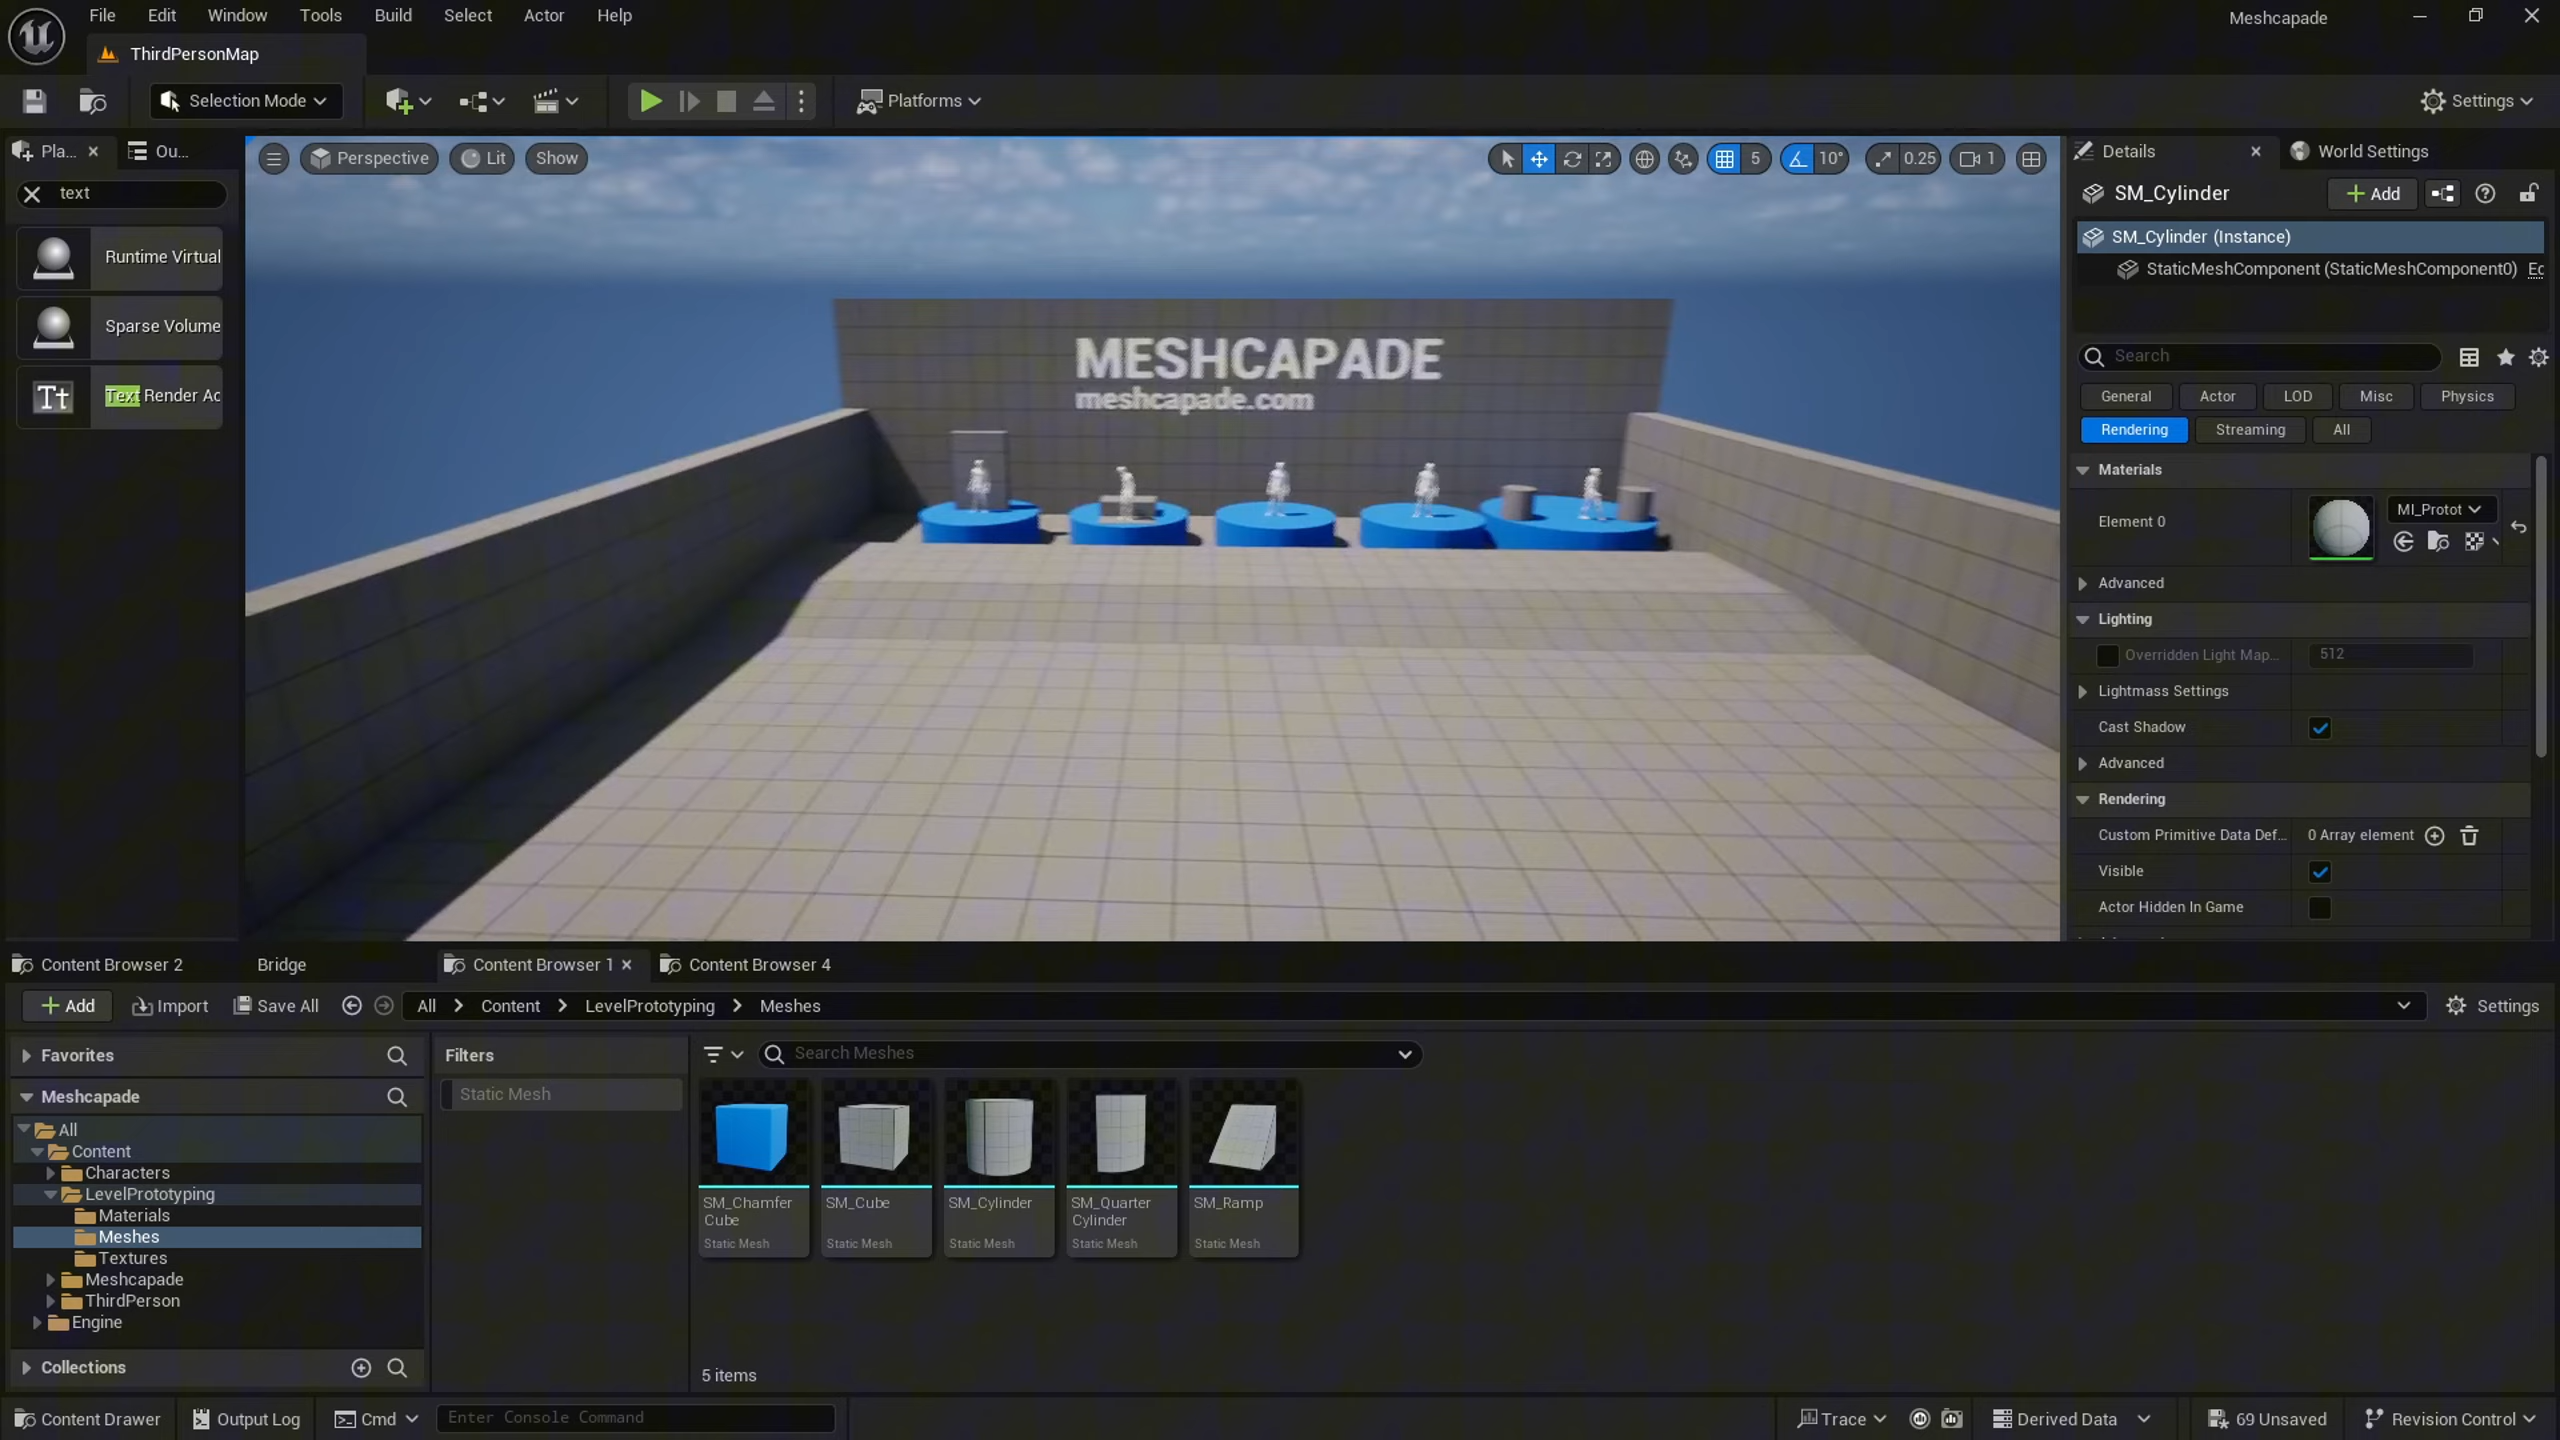 File Edit Window Tools Build Select Actor Help
Meshcapade
ThirdPersonMap
Selection Mode
Platforms
Settings
Pla...
Ou...
text
Runtime Virtual
Sparse Volume
Text Render Ac
Perspective
Lit
Show
5
10°
0.25
1
MESHCAPADE
meshcapade.com
Details
World Settings
SM_Cylinder
Add
SM_Cylinder (Instance)
StaticMeshComponent (StaticMeshComponent0)
Search
General Actor LOD Misc Physics
Rendering Streaming All
Materials
Element 0
MI_Protot
Advanced
Lighting
Overridden Light Map...
512
Lightmass Settings
Cast Shadow
Advanced
Rendering
Custom Primitive Data Def...
0 Array element
Visible
Actor Hidden In Game
Content Browser 2
Bridge
Content Browser 1
Content Browser 4
Add
Import
Save All
All > Content > LevelPrototyping > Meshes
Settings
Favorites
Meshcapade
All
Content
Characters
LevelPrototyping
Materials
Meshes
Textures
Meshcapade
ThirdPerson
Engine
Collections
Filters
Static Mesh
Search Meshes
SM_Chamfer
Cube
Static Mesh
SM_Cube
Static Mesh
SM_Cylinder
Static Mesh
SM_Quarter
Cylinder
Static Mesh
SM_Ramp
Static Mesh
5 items
Content Drawer
Output Log
Cmd
Enter Console Command
Trace
Derived Data
69 Unsaved
Revision Control